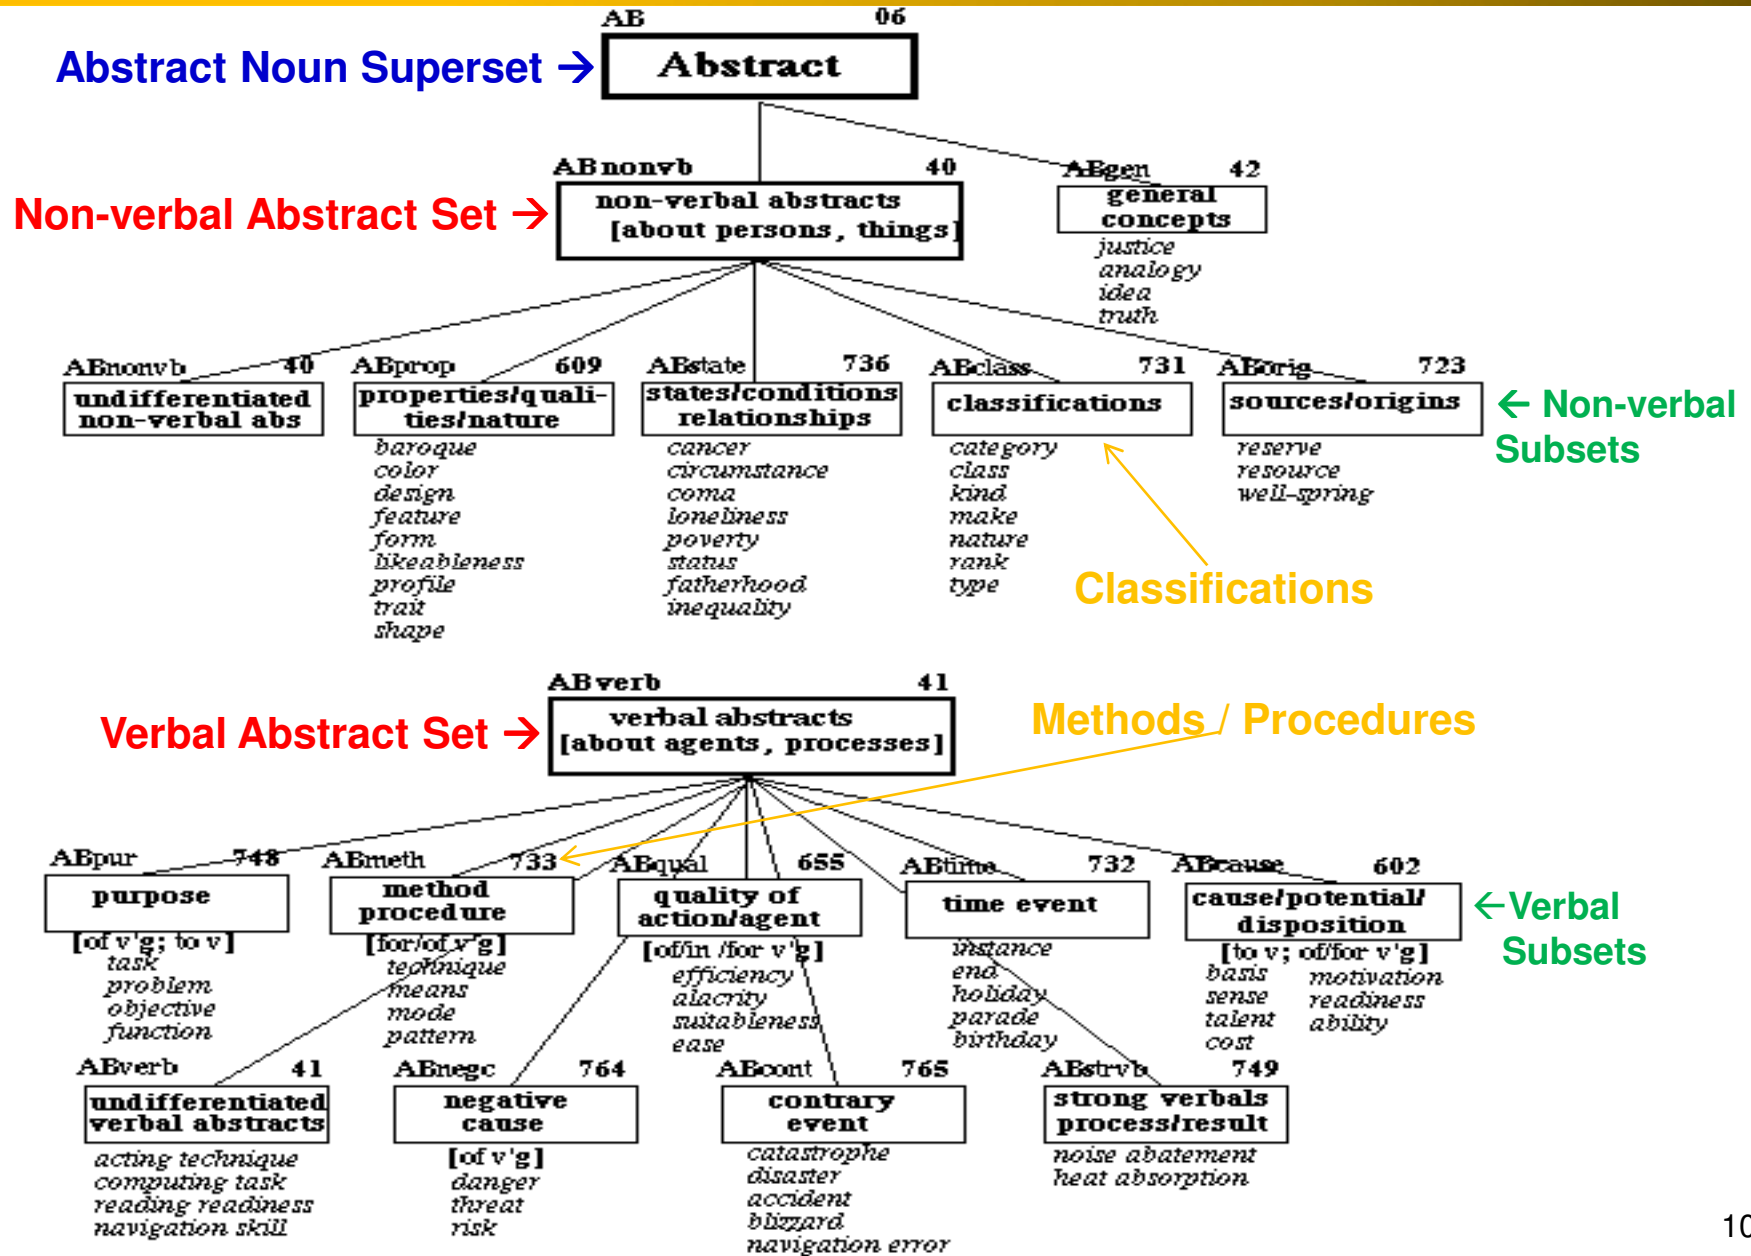 AB 06
Abstract Noun Superset →
Abstract
ABnonvb 40
ABgen 42
Non-verbal Abstract Set →
non-verbal abstracts
[about persons, things]
general
concepts
justice
analogy
idea
truth
ABnonvb 40
undifferentiated
non-verbal abs
ABprop 609
properties/quali-
ties/nature
baroque
color
design
feature
form
likeableness
profile
trait
shape
ABstate 736
states/conditions
relationships
cancer
circumstance
coma
loneliness
poverty
status
fatherhood
inequality
ABclass 731
classifications
category
class
kind
make
nature
rank
type
ABorig 723
sources/origins
reserve
resource
well-spring
← Non-verbal
Subsets
Classifications
ABverb 41
Verbal Abstract Set →
verbal abstracts
[about agents, processes]
Methods / Procedures
ABpur 748
purpose
[of v'g; to v]
task
problem
objective
function
ABmeth 733
method
procedure
[for/of v'g]
technique
means
mode
pattern
ABqual 655
quality of
action/agent
[of/in /for v'g]
efficiency
alacrity
suitableness
ease
ABtime 732
time event
instance
end
holiday
parade
birthday
ABcause 602
cause/potential/
disposition
[to v; of/for v'g]
basis motivation
sense readiness
talent ability
cost
←Verbal
Subsets
ABverb 41
undifferentiated
verbal abstracts
acting technique
computing task
reading readiness
navigation skill
ABnegc 764
negative
cause
[of v'g]
danger
threat
risk
ABcont 765
contrary
event
catastrophe
disaster
accident
blizzard
navigation error
ABstrvb 749
strong verbals
process/result
noise abatement
heat absorption
10